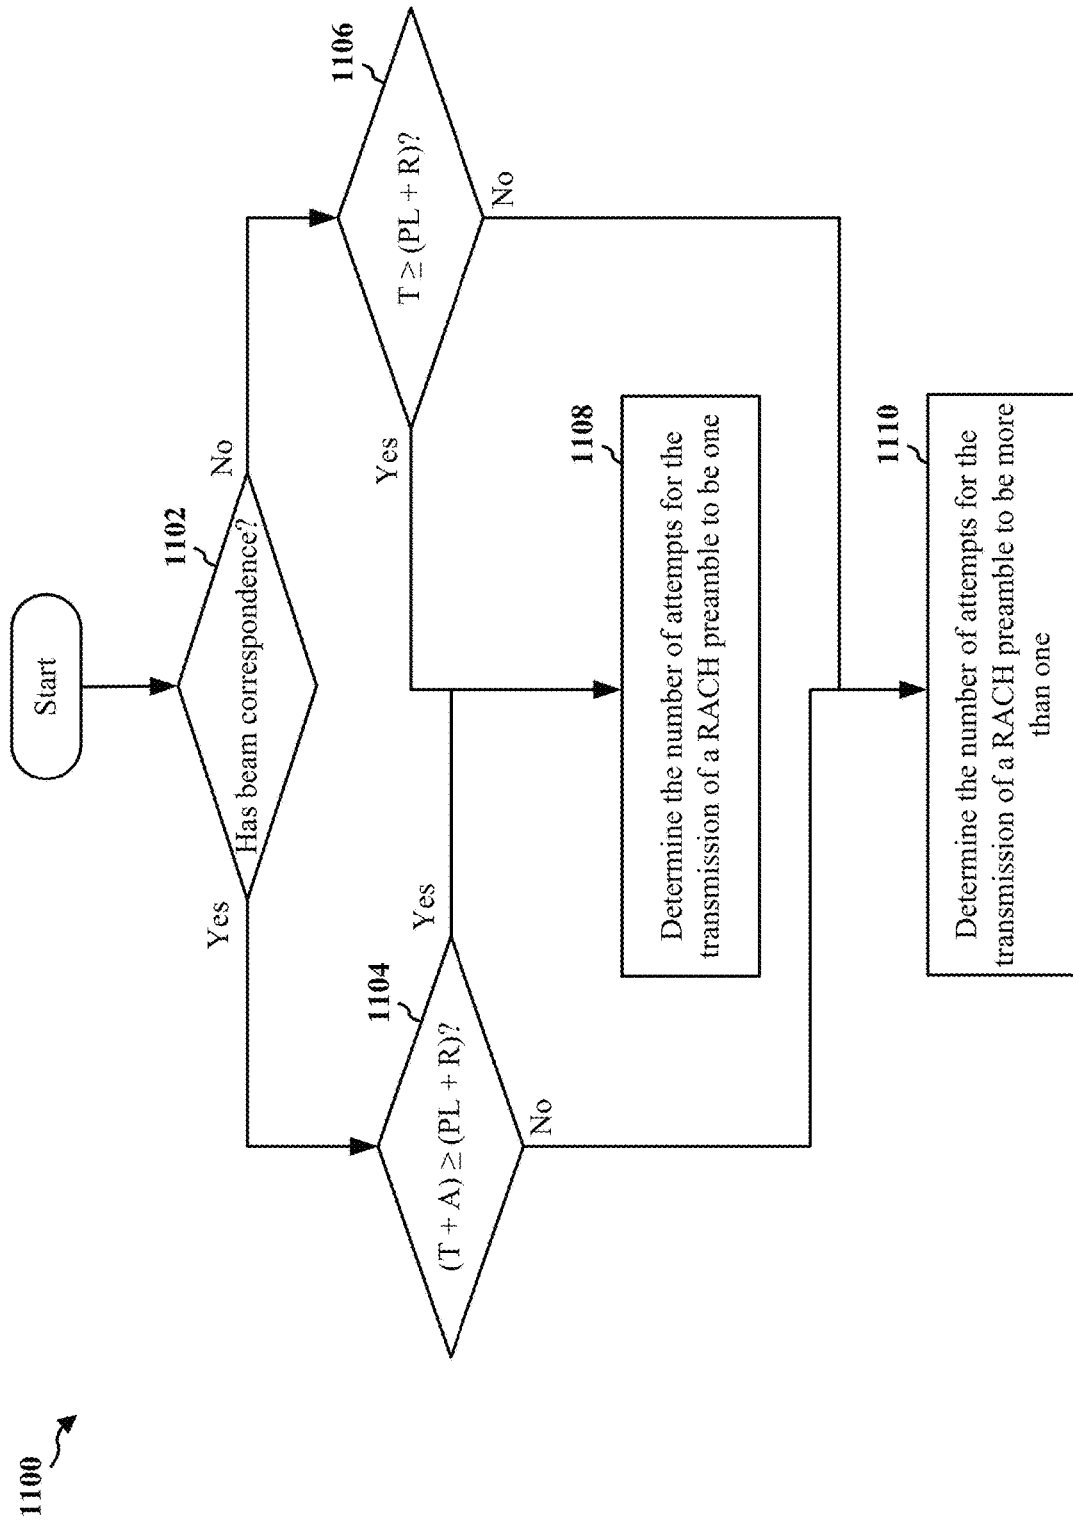 1100
Start
1102
Has beam correspondence?
Yes
No
1104
(T + A) ≥ (PL + R)?
Yes
No
1106
T ≥ (PL + R)?
Yes
No
1108
Determine the number of attempts for the
transmission of a RACH preamble to be one
1110
Determine the number of attempts for the
transmission of a RACH preamble to be more
than one